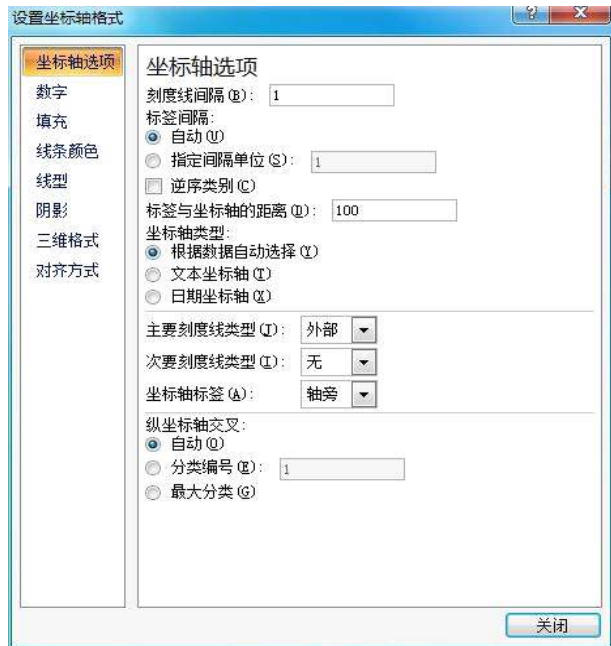 设置坐标轴格式
坐标轴选项
数字
填充
线条颜色
线型
阴影
三维格式
对齐方式
坐标轴选项
刻度线间隔(B): 1
标签间隔:
自动(U)
指定间隔单位(S): 1
逆序类别(C)
标签与坐标轴的距离(D): 100
坐标轴类型:
根据数据自动选择(Y)
文本坐标轴(T)
日期坐标轴(X)
主要刻度线类型(J): 外部
次要刻度线类型(I): 无
坐标轴标签(A): 轴旁
纵坐标轴交叉:
自动(O)
分类编号(E): 1
最大分类(G)
关闭